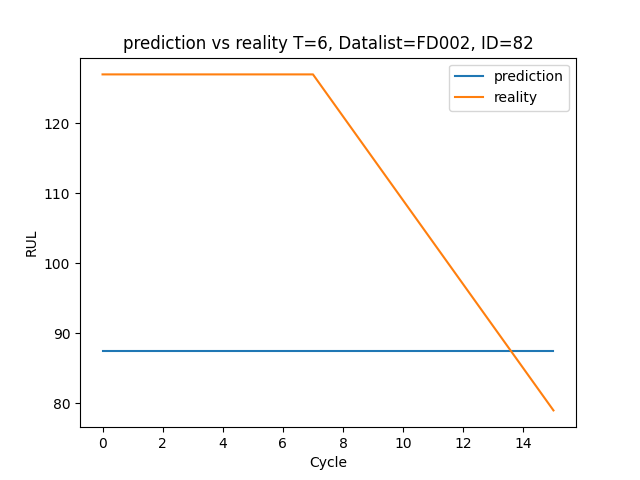 prediction vs reality T=6, Datalist=FD002, ID=82
prediction
reality
RUL
120
110
100
90
80
0 2 4 6 8 10 12 14
Cycle